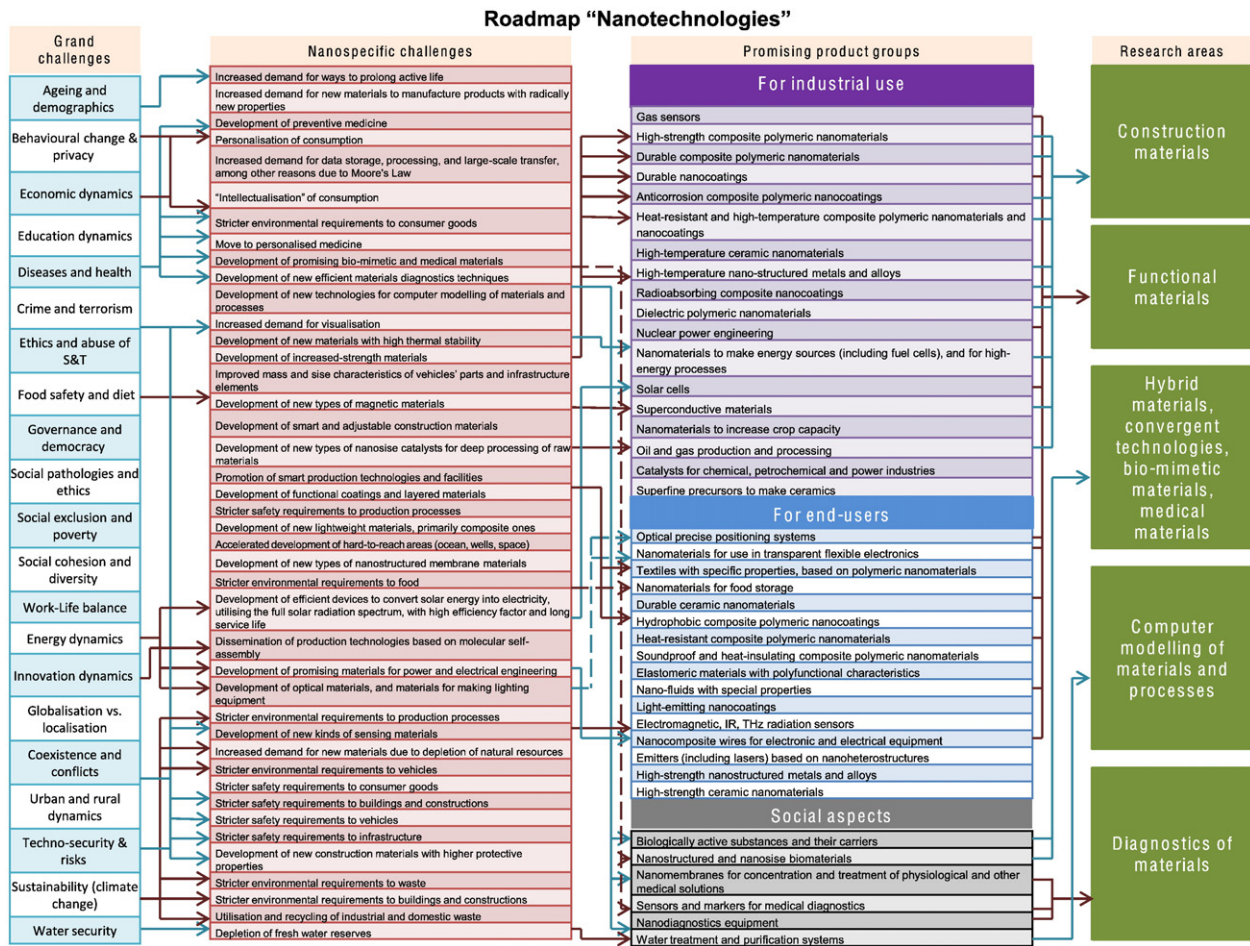 Roadmap “Nanotechnologies”
Grand
challenges
Ageing and
demographics
Behavioural change &
privacy
Economic dynamics
Education dynamics
Diseases and health
Crime and terrorism
Ethics and abuse of
S&T
Food safety and diet
Governance and
democracy
Social pathologies and
ethics
Social exclusion and
poverty
Social cohesion and
diversity
Work-Life balance
Energy dynamics
Innovation dynamics
Globalisation vs.
localisation
Coexistence and
conflicts
Urban and rural
dynamics
Techno-security &
risks
Sustainability (climate
change)
Water security
Nanospecific challenges
Increased demand for ways to prolong active life
Increased demand for new materials to manufacture products with radically
new properties
Development of preventive medicine
Personalisation of consumption
Increased demand for data storage, processing, and large-scale transfer,
among other reasons due to Moore's Law
"Intellectualisation" of consumption
Stricter environmental requirements to consumer goods
Move to personalised medicine
Development of promising bio-mimetic and medical materials
Development of new efficient materials diagnostics techniques
Development of new technologies for computer modelling of materials and
processes
Increased demand for visualisation
Development of new materials with high thermal stability
Development of increased-strength materials
Improved mass and sise characteristics of vehicles' parts and infrastructure
elements
Development of new types of magnetic materials
Development of smart and adjustable construction materials
Development of new types of nanosise catalysts for deep processing of raw
materials
Promotion of smart production technologies and facilities
Development of functional coatings and layered materials
Stricter safety requirements to production processes
Development of new lightweight materials, primarily composite ones
Accelerated development of hard-to-reach areas (ocean, wells, space)
Development of new types of nanostructured membrane materials
Stricter environmental requirements to food
Development of efficient devices to convert solar energy into electricity,
utilising the full solar radiation spectrum, with high efficiency factor and long
service life
Dissemination of production technologies based on molecular self-
assembly
Development of promising materials for power and electrical engineering
Development of optical materials, and materials for making lighting
equipment
Stricter environmental requirements to production processes
Development of new kinds of sensing materials
Increased demand for new materials due to depletion of natural resources
Stricter environmental requirements to vehicles
Stricter safety requirements to consumer goods
Stricter safety requirements to buildings and constructions
Stricter safety requirements to vehicles
Stricter safety requirements to infrastructure
Development of new construction materials with higher protective
properties
Stricter environmental requirements to waste
Stricter environmental requirements to buildings and constructions
Utilisation and recycling of industrial and domestic waste
Depletion of fresh water reserves
Promising product groups
For industrial use
Gas sensors
High-strength composite polymeric nanomaterials
Durable composite polymeric nanomaterials
Durable nanocoatings
Anticorrosion composite polymeric nanocoatings
Heat-resistant and high-temperature composite polymeric nanomaterials and
nanocoatings
High-temperature ceramic nanomaterials
High-temperature nano-structured metals and alloys
Radioabsorbing composite nanocoatings
Dielectric polymeric nanomaterials
Nuclear power engineering
Nanomaterials to make energy sources (including fuel cells), and for high-
energy processes
Solar cells
Superconductive materials
Nanomaterials to increase crop capacity
Oil and gas production and processing
Catalysts for chemical, petrochemical and power industries
Superfine precursors to make ceramics
For end-users
Optical precise positioning systems
Nanomaterials for use in transparent flexible electronics
Textiles with specific properties, based on polymeric nanomaterials
Nanomaterials for food storage
Durable ceramic nanomaterials
Hydrophobic composite polymeric nanocoatings
Heat-resistant composite polymeric nanomaterials
Soundproof and heat-insulating composite polymeric nanomaterials
Elastomeric materials with polyfunctional characteristics
Nano-fluids with special properties
Light-emitting nanocoatings
Electromagnetic, IR, THz radiation sensors
Nanocomposite wires for electronic and electrical equipment
Emitters (including lasers) based on nanoheterostructures
High-strength nanostructured metals and alloys
High-strength ceramic nanomaterials
Social aspects
Biologically active substances and their carriers
Nanostructured and nanosise biomaterials
Nanomembranes for concentration and treatment of physiological and other
medical solutions
Sensors and markers for medical diagnostics
Nanodiagnostics equipment
Water treatment and purification systems
Research areas
Construction
materials
Functional
materials
Hybrid
materials,
convergent
technologies,
bio-mimetic
materials,
medical
materials
Computer
modelling of
materials and
processes
Diagnostics of
materials